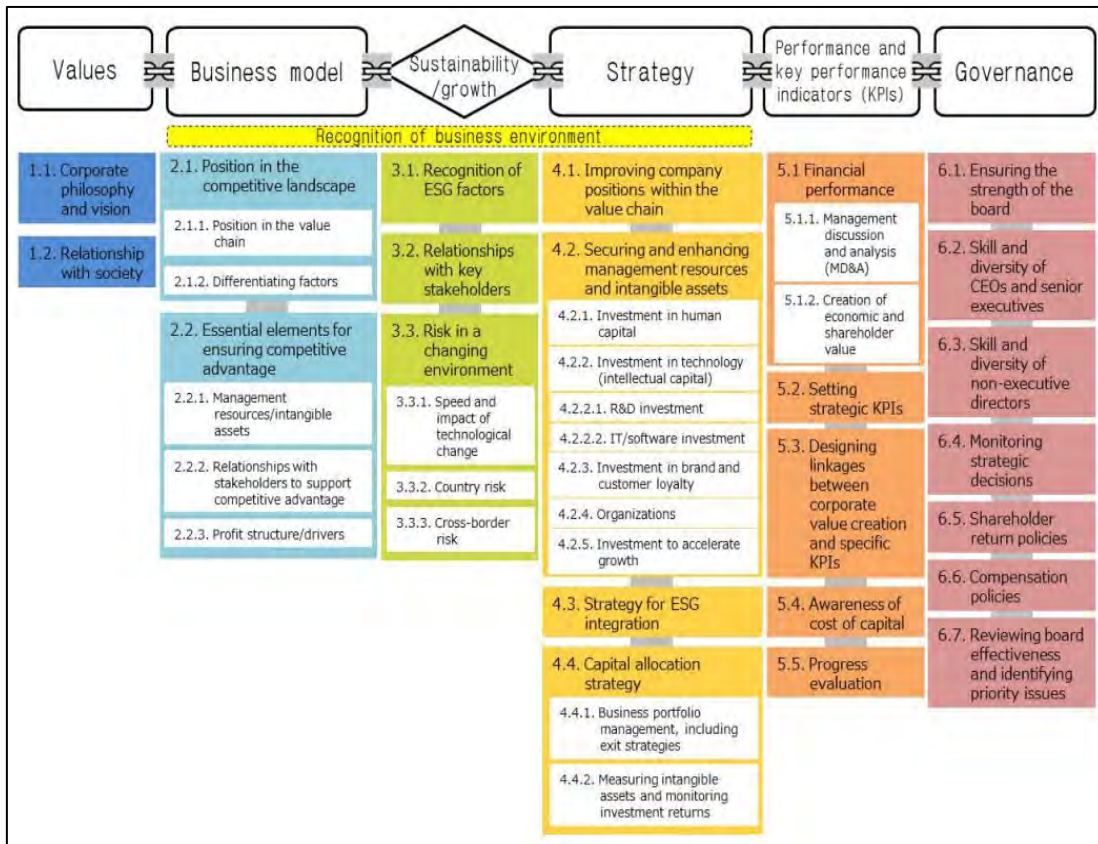 Values
Business model
Sustainability
/growth
Strategy
Performance and
key performance
indicators (KPIs)
Governance
Recognition of business environment
1.1. Corporate
philosophy
and vision
1.2. Relationship
with society
2.1. Position in the
competitive landscape
2.1.1. Position in the value
chain
2.1.2. Differentiating factors
2.2. Essential elements for
ensuring competitive
advantage
2.2.1. Management
resources/intangible
assets
2.2.2. Relationships with
stakeholders to support
competitive advantage
2.2.3. Profit structure/drivers
3.1. Recognition of
ESG factors
3.2. Relationships
with key
stakeholders
3.3. Risk in a
changing
environment
3.3.1. Speed and
impact of
technological
change
3.3.2. Country risk
3.3.3. Cross-border
risk
4.1. Improving company
positions within the
value chain
4.2. Securing and enhancing
management resources
and intangible assets
4.2.1. Investment in human
capital
4.2.2. Investment in technology
(intellectual capital)
4.2.2.1. R&D investment
4.2.2.2. IT/software investment
4.2.3. Investment in brand and
customer loyalty
4.2.4. Organizations
4.2.5. Investment to accelerate
growth
4.3. Strategy for ESG
integration
4.4. Capital allocation
strategy
4.4.1. Business portfolio
management, including
exit strategies
4.4.2. Measuring intangible
assets and monitoring
investment returns
5.1 Financial
performance
5.1.1. Management
discussion
and analysis
(MD&A)
5.1.2. Creation of
economic and
shareholder
value
5.2. Setting
strategic KPIs
5.3. Designing
linkages
between
corporate
value creation
and specific
KPIs
5.4. Awareness of
cost of capital
5.5. Progress
evaluation
6.1. Ensuring the
strength of the
board
6.2. Skill and
diversity of
CEOs and senior
executives
6.3. Skill and
diversity of
non-executive
directors
6.4. Monitoring
strategic
decisions
6.5. Shareholder
return policies
6.6. Compensation
policies
6.7. Reviewing board
effectiveness
and identifying
priority issues